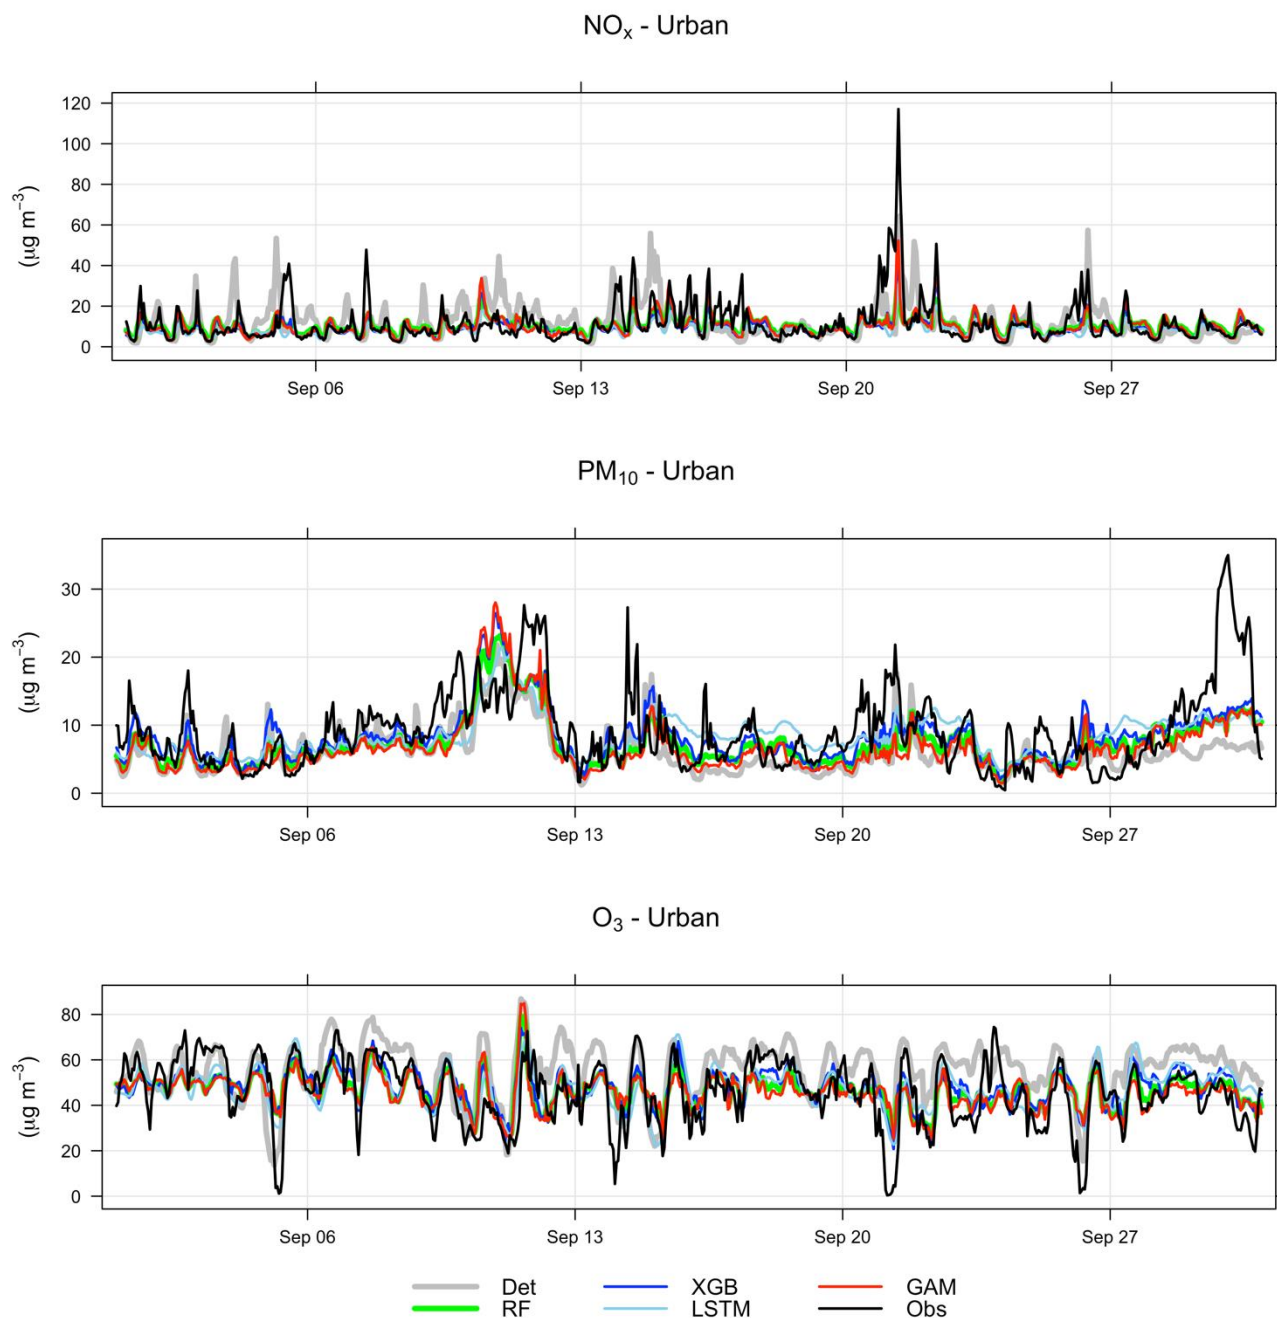 NOₓ - Urban
(µg m⁻³)
120
100
80
60
40
20
0
Sep 06 Sep 13 Sep 20 Sep 27
PM₁₀ - Urban
(µg m⁻³)
30
20
10
0
Sep 06 Sep 13 Sep 20 Sep 27
O₃ - Urban
(µg m⁻³)
80
60
40
20
0
Sep 06 Sep 13 Sep 20 Sep 27
Det XGB GAM
RF LSTM Obs